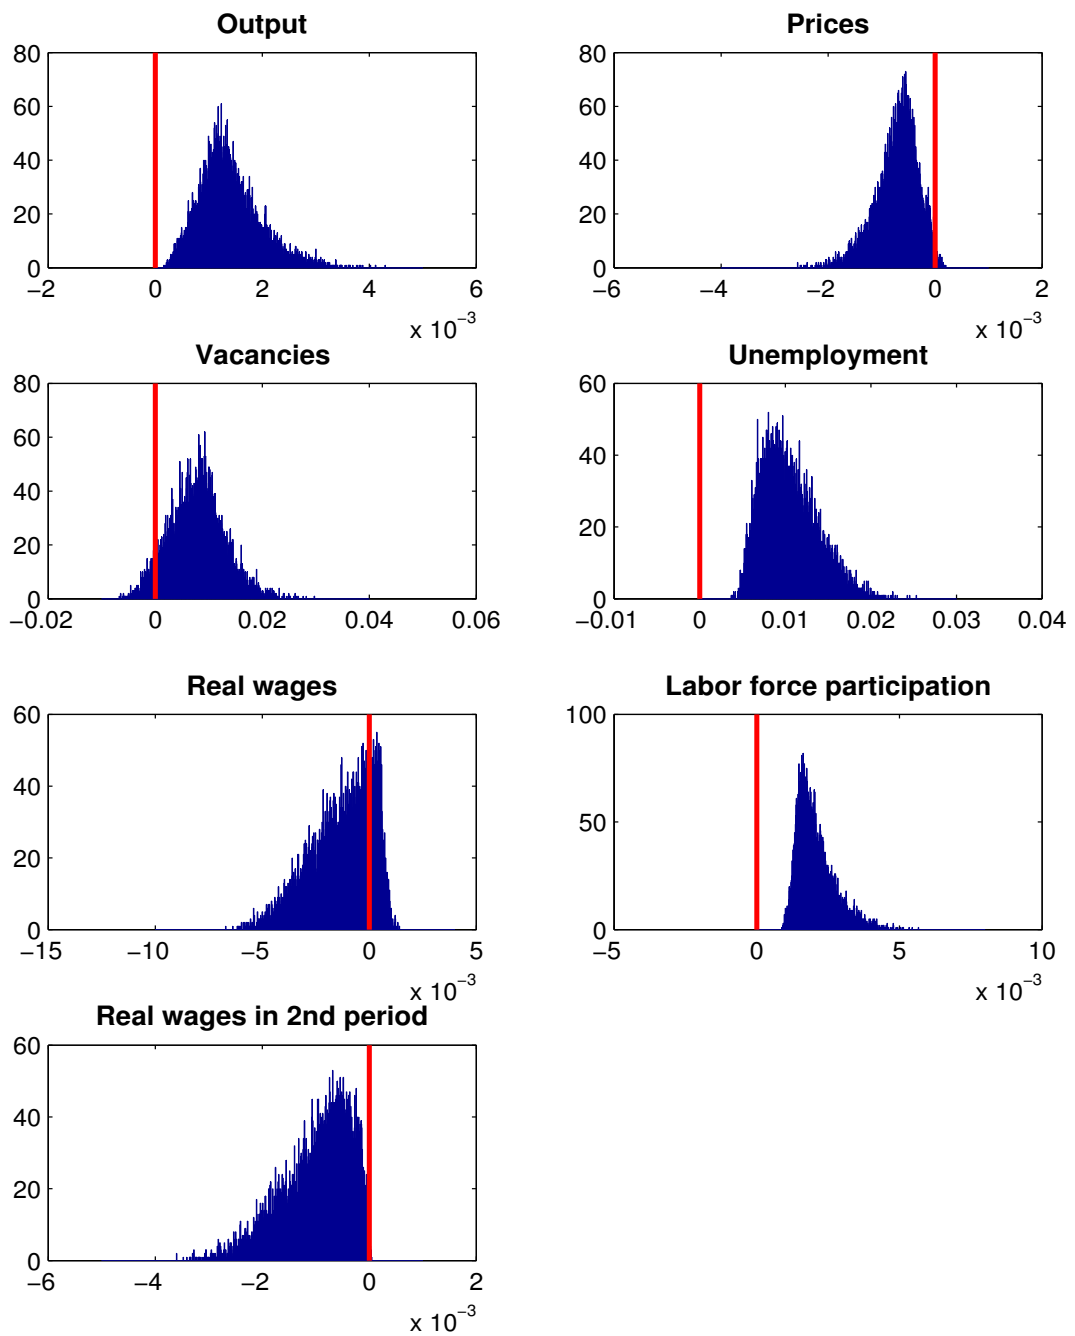 Output
80
60
40
20
0
−2 0 2 4 6
x 10−3
Prices
80
60
40
20
0
−6 −4 −2 0 2
x 10−3
Vacancies
80
60
40
20
0
−0.02 0 0.02 0.04 0.06
Unemployment
60
40
20
0
−0.01 0 0.01 0.02 0.03 0.04
Real wages
60
40
20
0
−15 −10 −5 0 5
x 10−3
Labor force participation
100
50
0
−5 0 5 10
x 10−3
Real wages in 2nd period
60
40
20
0
−6 −4 −2 0 2
x 10−3